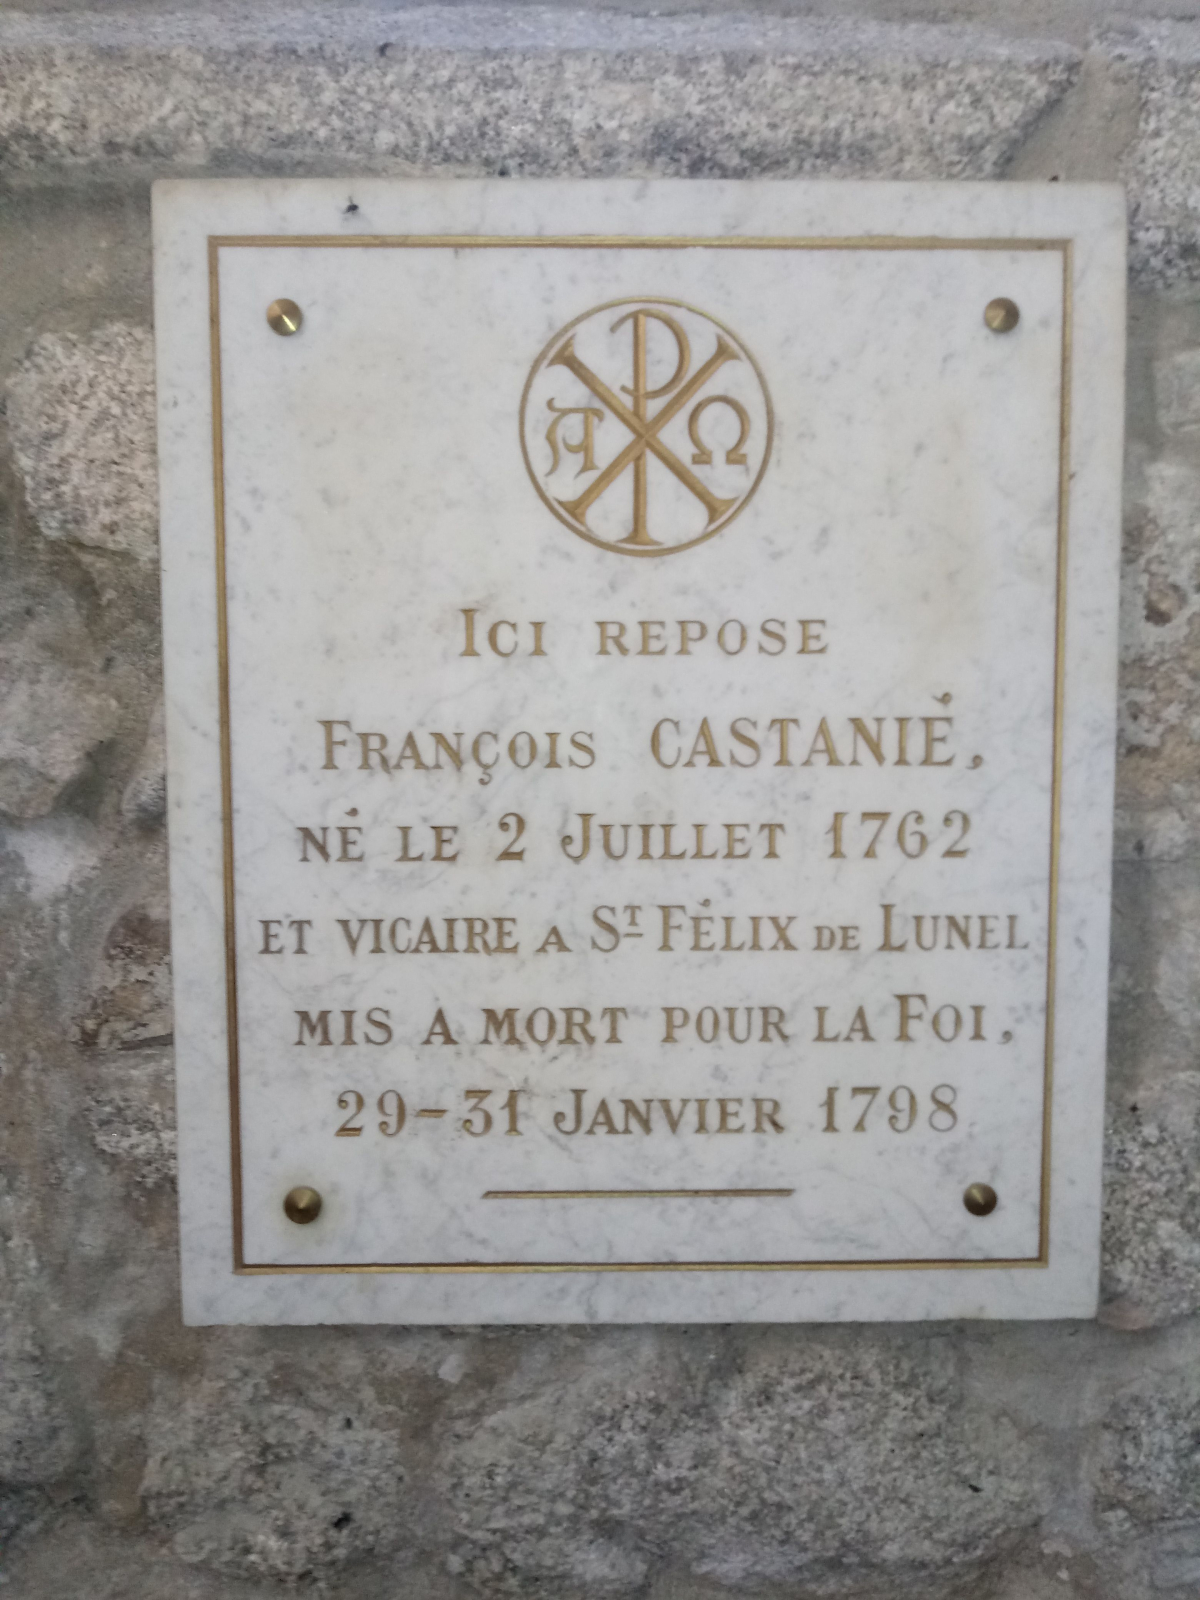 Α Ω
ICI REPOSE
FRANÇOIS CASTANIÉ,
NÉ LE 2 JUILLET 1762
ET VICAIRE A ST FÉLIX DE LUNEL
MIS A MORT POUR LA FOI,
29-31 JANVIER 1798